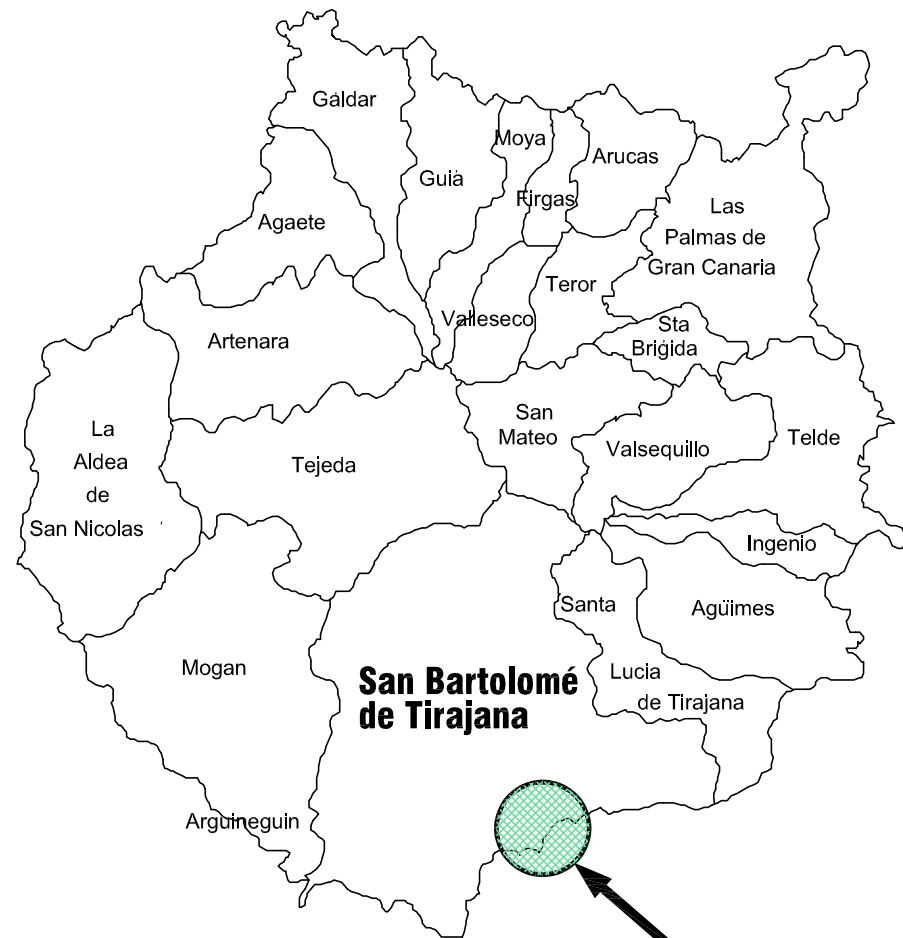 Gáldar
Moya
Guiá
Arucas
Firgas
Agaete
Las
Palmas de
Gran Canaria
Teror
Valleseco
Sta
Brigida
Artenara
San
Mateo
La
Aldea
de
San Nicolas
Tejeda
Valsequillo
Telde
Ingenio
Santa
Agüimes
Lucia
de Tirajana
Mogan
San Bartolomé
de Tirajana
Arguineguin